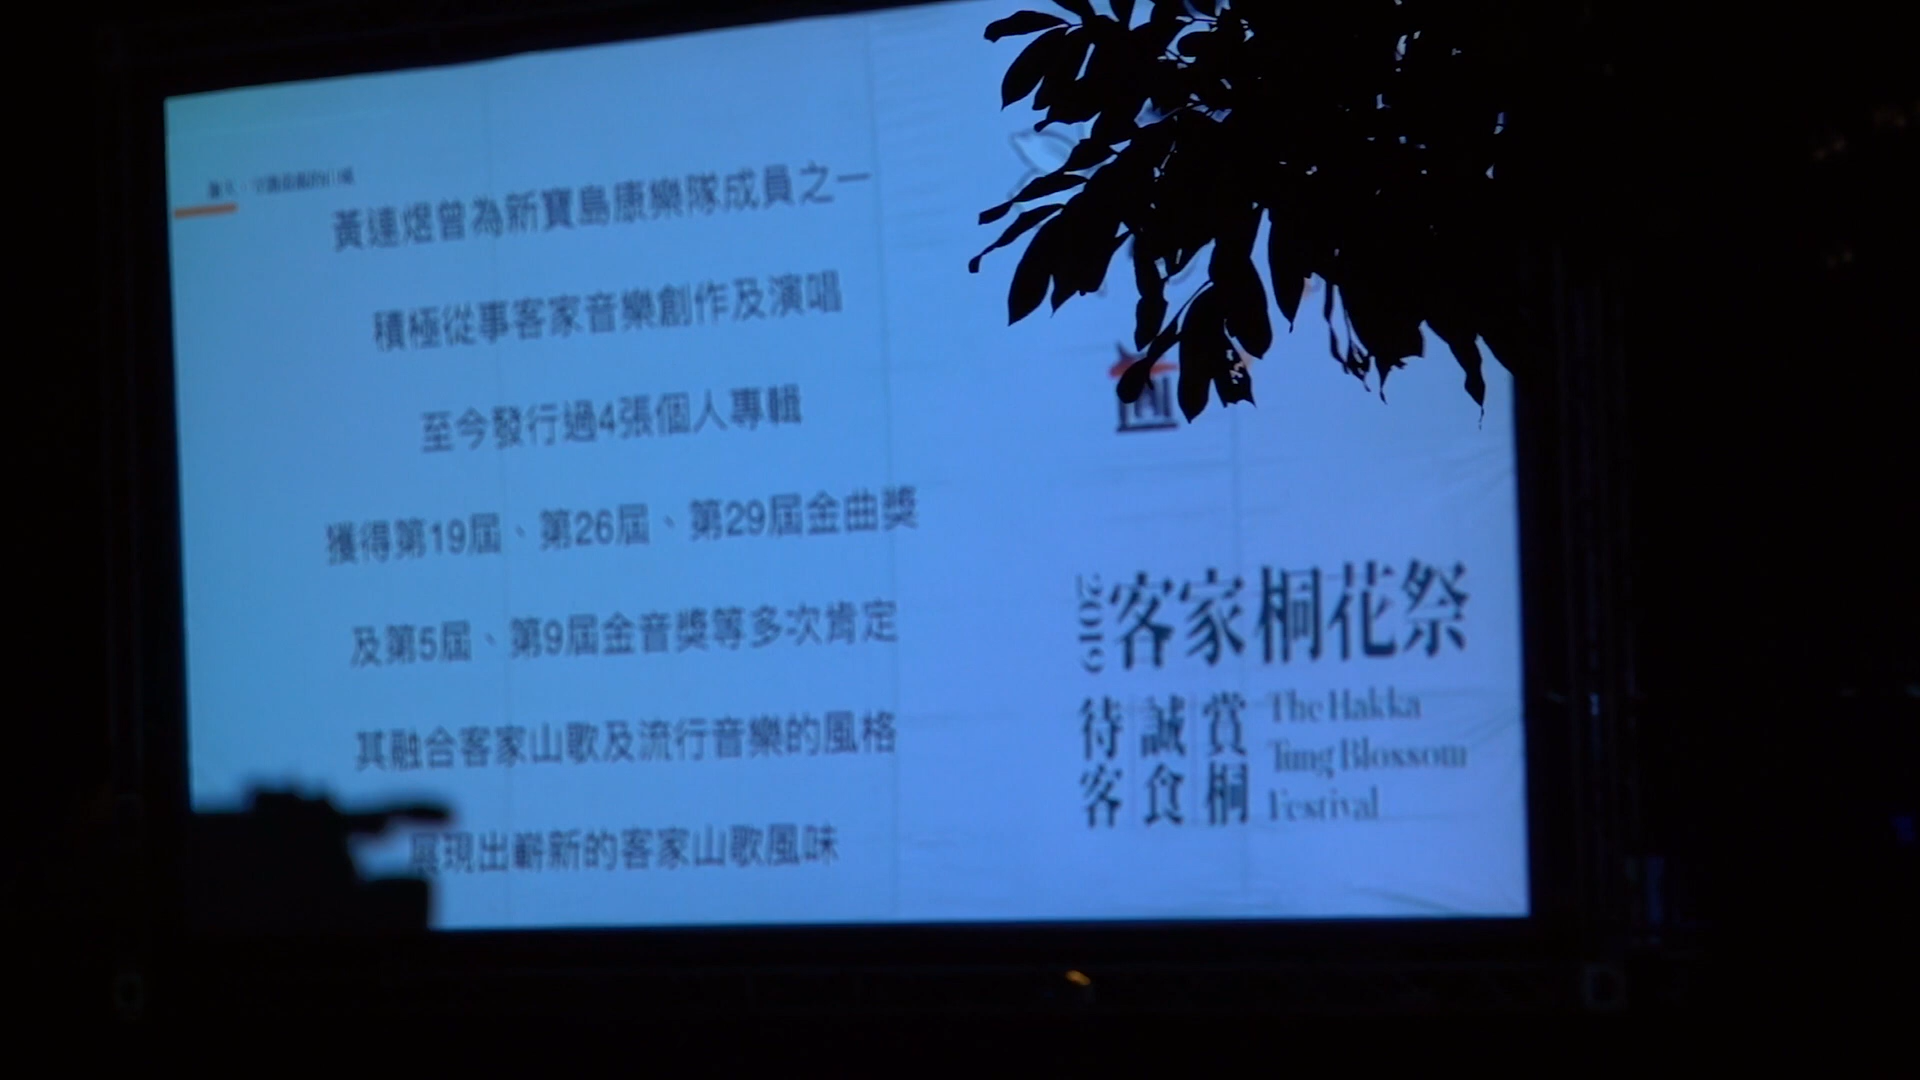 黃連煜曾為新寶島康樂隊成員之一
積極從事客家音樂創作及演唱
至今發行過4張個人專輯
獲得第19屆、第26屆、第29屆金曲獎
及第5屆、第9屆金音獎等多次肯定
其融合客家山歌及流行音樂的風格
展現出嶄新的客家山歌風味
2019 客家桐花祭
待客 誠食 賞桐
The Hakka
Tung Blossom
Festival